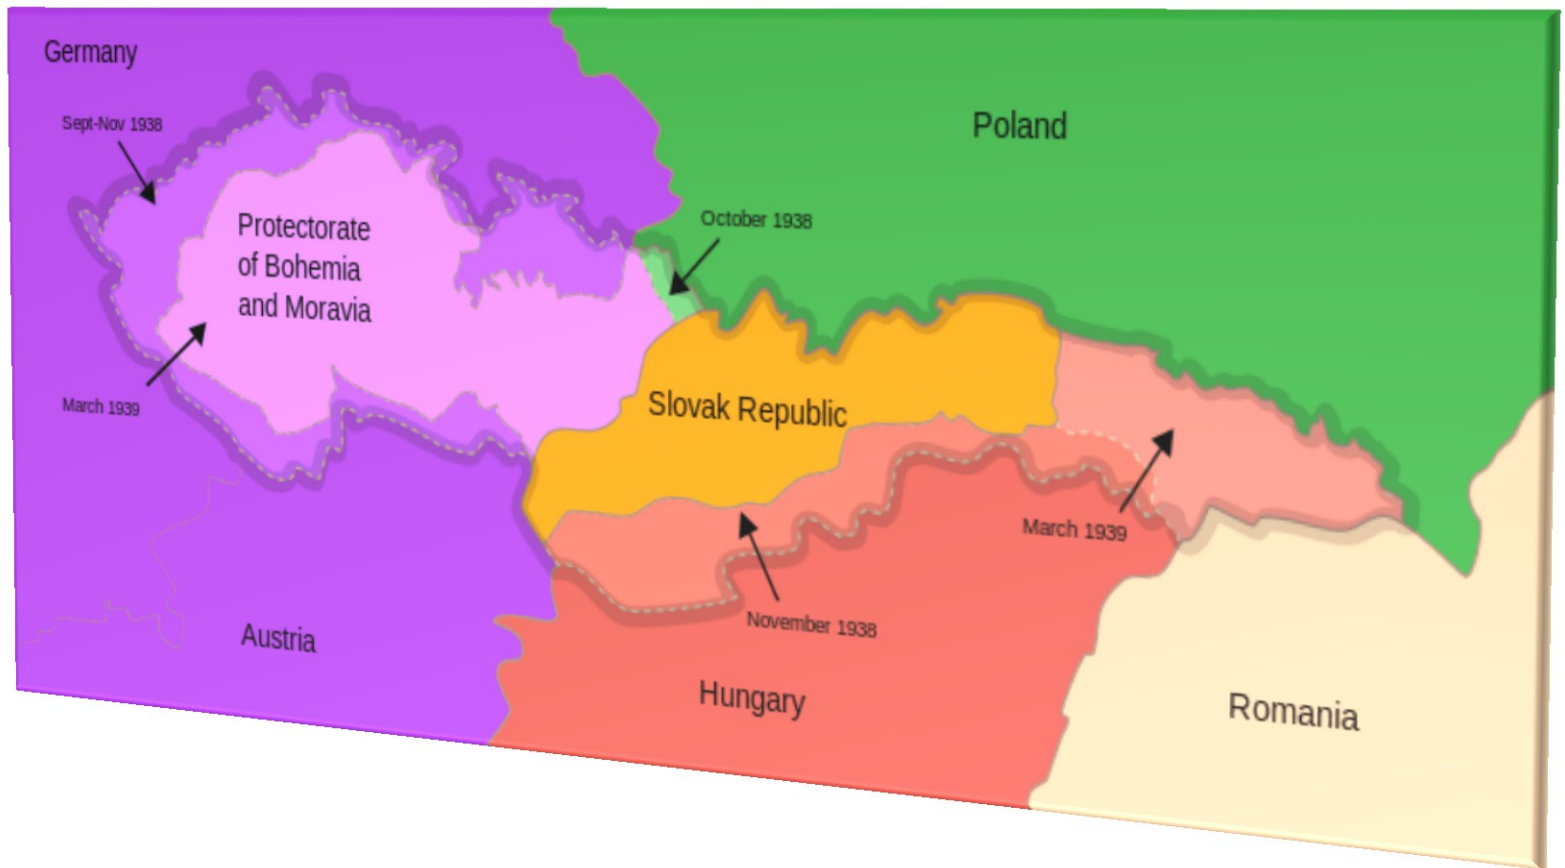 Germany
Sept-Nov 1938
Poland
October 1938
Protectorate
of Bohemia
and Moravia
March 1939
Slovak Republic
March 1939
November 1938
Austria
Hungary
Romania